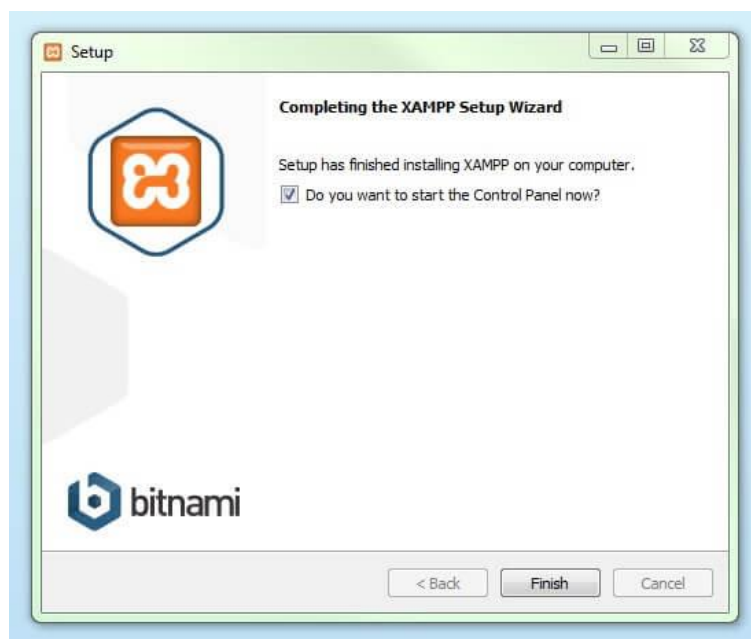 Setup
Completing the XAMPP Setup Wizard
Setup has finished installing XAMPP on your computer.
Do you want to start the Control Panel now?
bitnami
< Back
Finish
Cancel